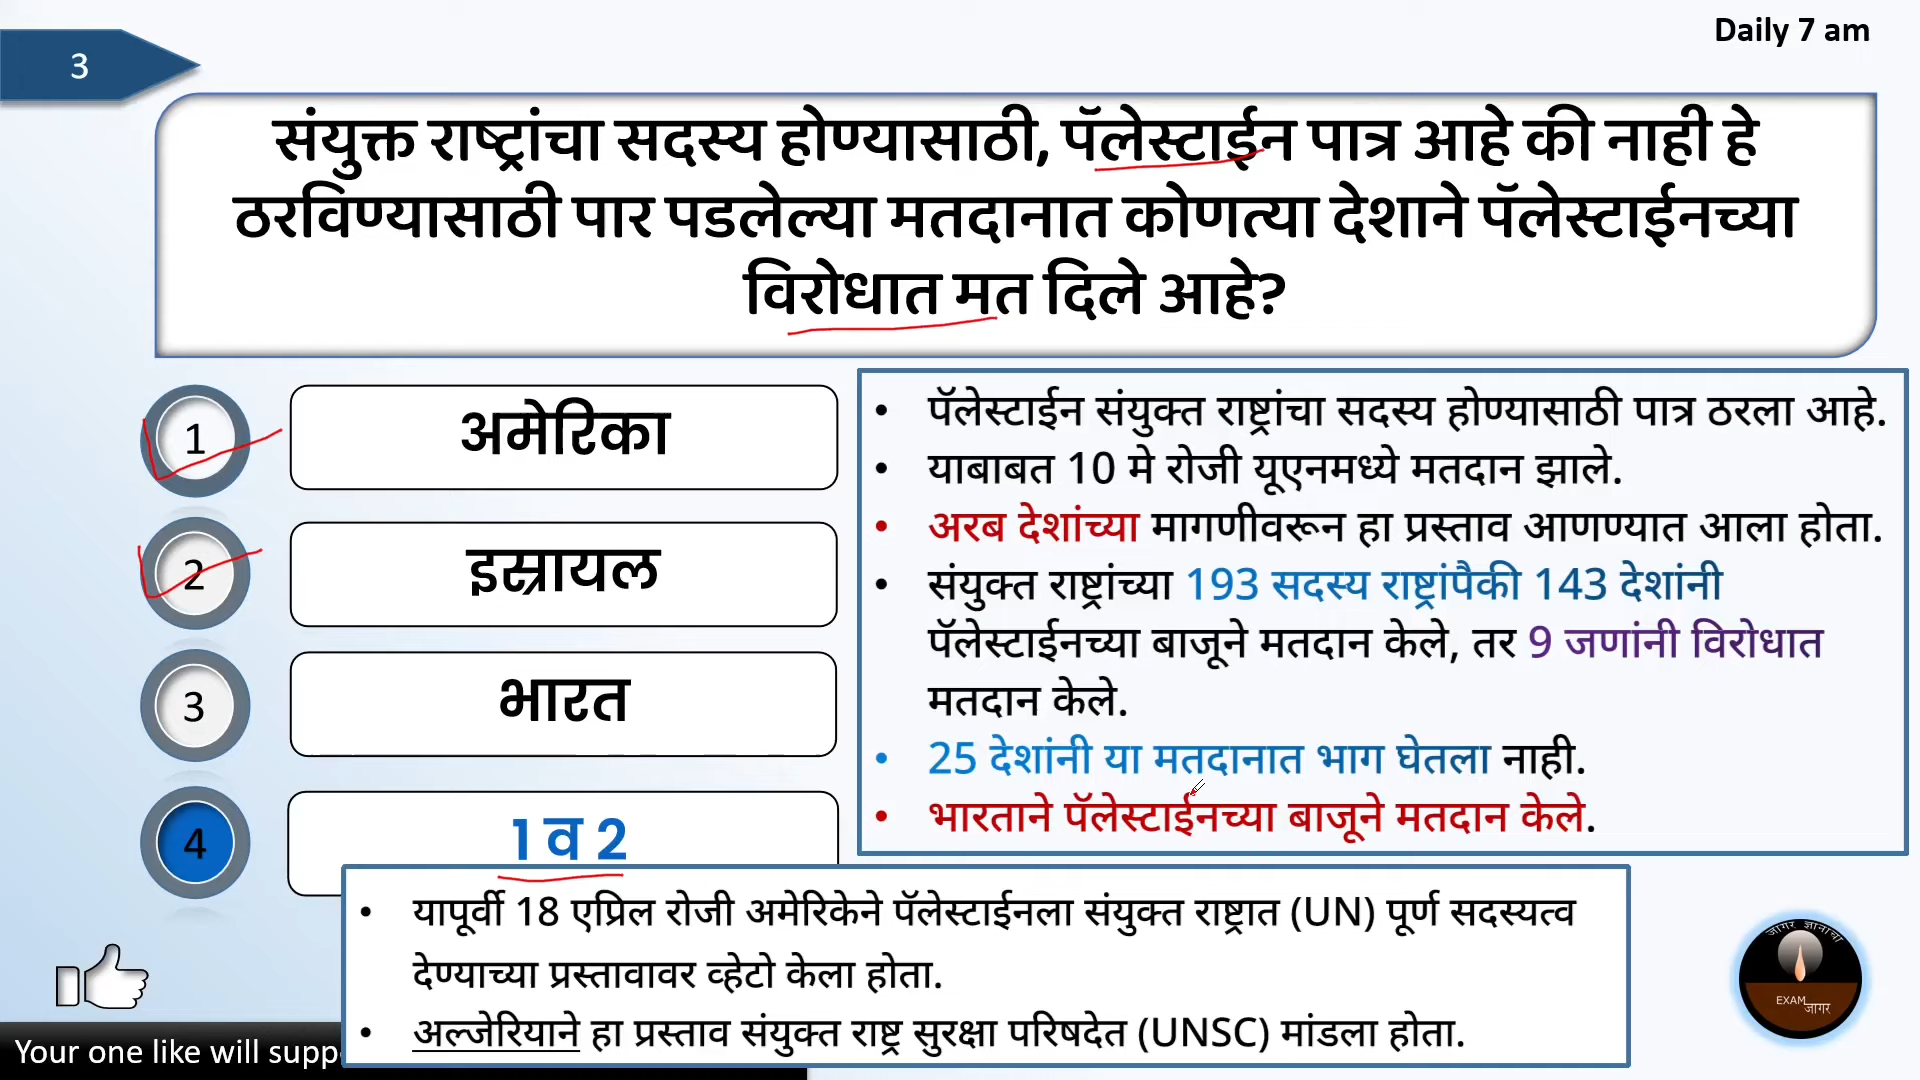 Daily 7 am
3
संयुक्त राष्ट्रांचा सदस्य होण्यासाठी, पॅलेस्टाईन पात्र आहे की नाही हे
ठरविण्यासाठी पार पडलेल्या मतदानात कोणत्या देशाने पॅलेस्टाईनच्या
विरोधात मत दिले आहे?
1
अमेरिका
2
इस्रायल
3
भारत
4
1 व 2
• पॅलेस्टाईन संयुक्त राष्ट्रांचा सदस्य होण्यासाठी पात्र ठरला आहे.
• याबाबत 10 मे रोजी यूएनमध्ये मतदान झाले.
• अरब देशांच्या मागणीवरून हा प्रस्ताव आणण्यात आला होता.
• संयुक्त राष्ट्रांच्या 193 सदस्य राष्ट्रांपैकी 143 देशांनी
पॅलेस्टाईनच्या बाजूने मतदान केले, तर 9 जणांनी विरोधात
मतदान केले.
• 25 देशांनी या मतदानात भाग घेतला नाही.
• भारताने पॅलेस्टाईनच्या बाजूने मतदान केले.
• यापूर्वी 18 एप्रिल रोजी अमेरिकेने पॅलेस्टाईनला संयुक्त राष्ट्रात (UN) पूर्ण सदस्यत्व
देण्याच्या प्रस्तावावर व्हेटो केला होता.
• अल्जेरियाने हा प्रस्ताव संयुक्त राष्ट्र सुरक्षा परिषदेत (UNSC) मांडला होता.
जागर ज्ञानाचा
EXAM जागर
Your one like will supp